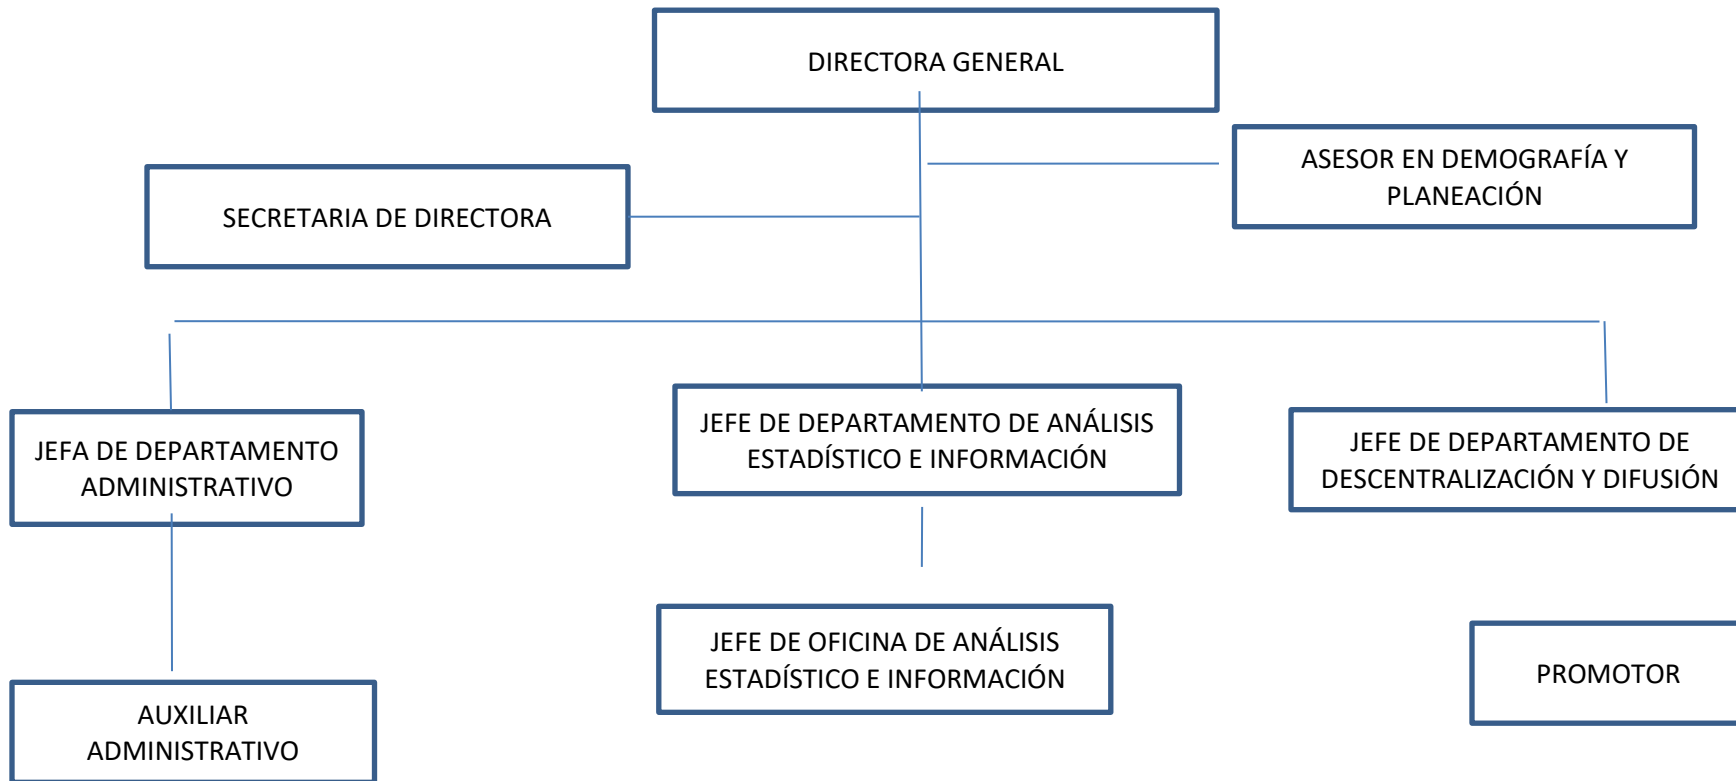 DIRECTORA GENERAL
ASESOR EN DEMOGRAFÍA Y
PLANEACIÓN
SECRETARIA DE DIRECTORA
JEFA DE DEPARTAMENTO
ADMINISTRATIVO
JEFE DE DEPARTAMENTO DE ANÁLISIS
ESTADÍSTICO E INFORMACIÓN
JEFE DE DEPARTAMENTO DE
DESCENTRALIZACIÓN Y DIFUSIÓN
AUXILIAR
ADMINISTRATIVO
JEFE DE OFICINA DE ANÁLISIS
ESTADÍSTICO E INFORMACIÓN
PROMOTOR